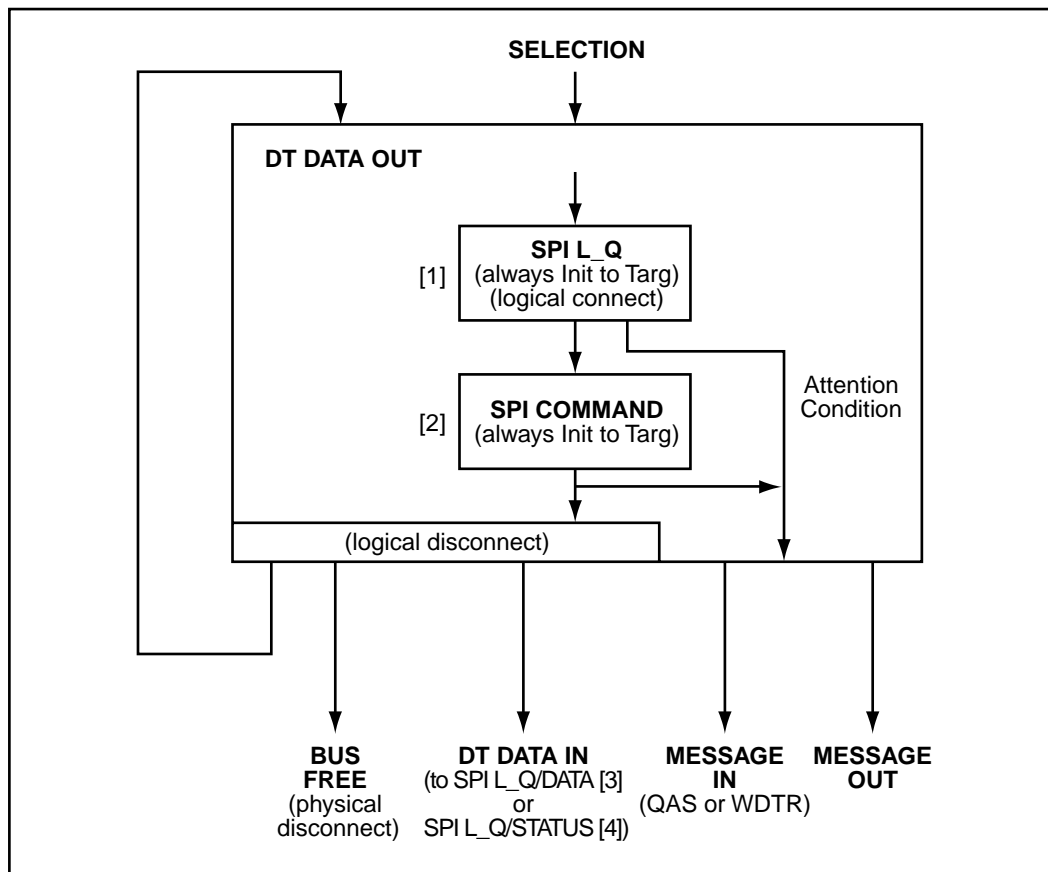 SELECTION
DT DATA OUT
SPI L_Q
[1]
(always Init to Targ)
(logical connect)
Attention
Condition
SPI COMMAND
[2]
(always Init to Targ)
(logical disconnect)
BUS
FREE
(physical
disconnect)
DT DATA IN
(to SPI L_Q/DATA [3]
or
SPI L_Q/STATUS [4])
MESSAGE
IN
(QAS or WDTR)
MESSAGE
OUT